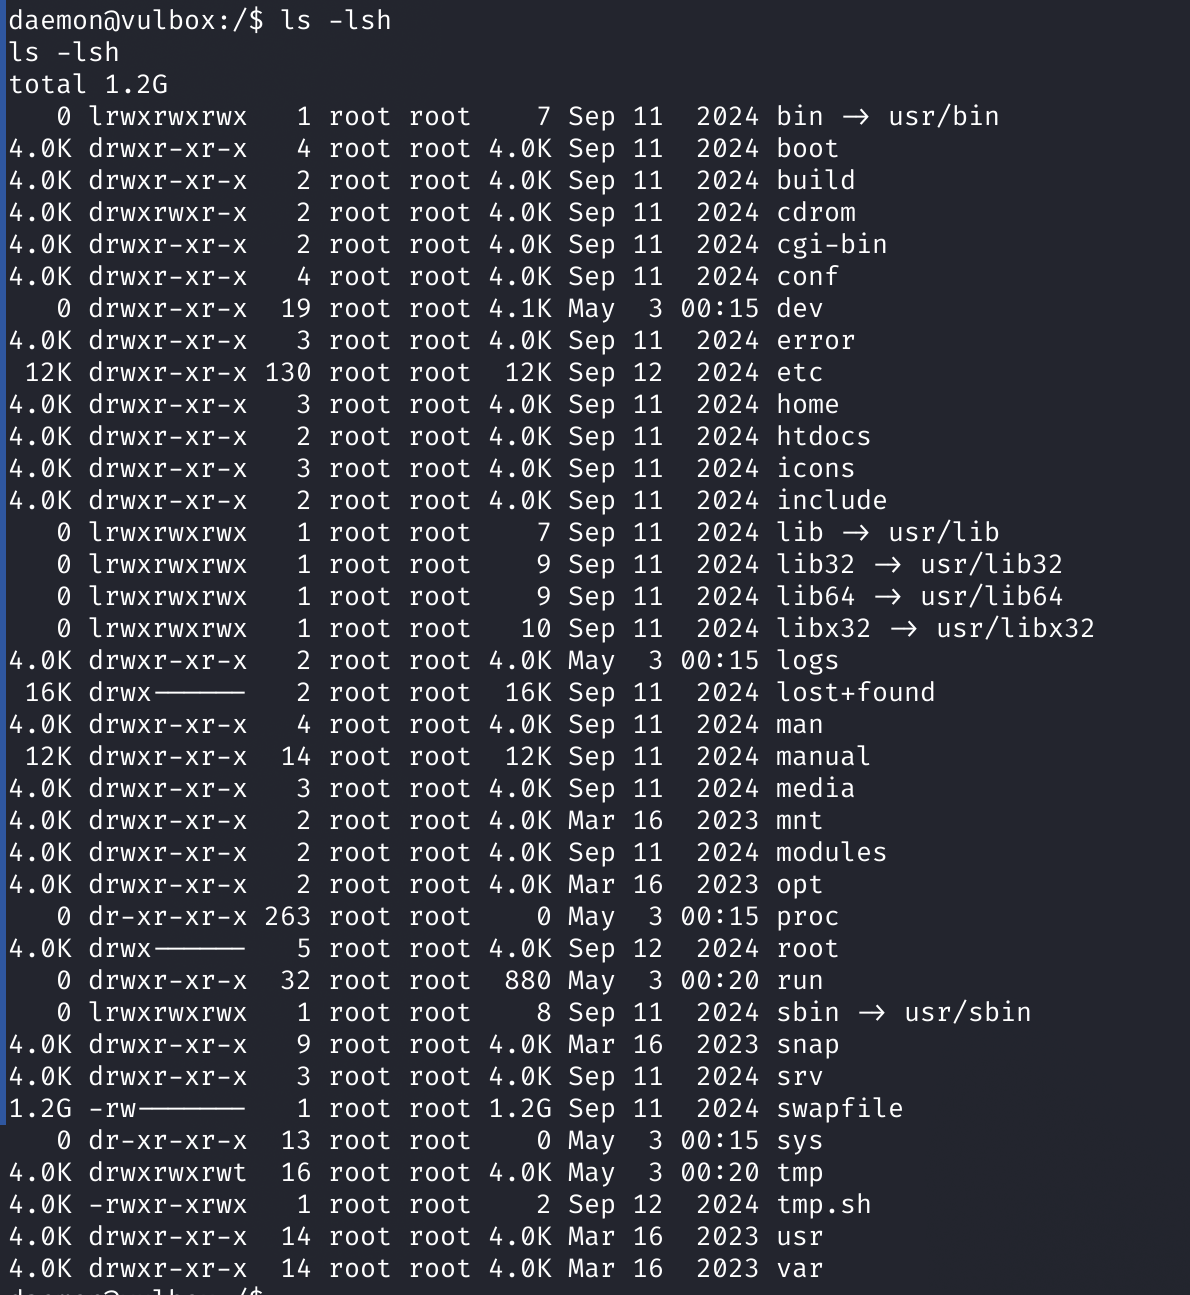 daemon@vulbox:/$ ls -lsh
ls -lsh
total 1.2G
   0 lrwxrwxrwx   1 root root    7 Sep 11  2024 bin -> usr/bin
4.0K drwxr-xr-x   4 root root 4.0K Sep 11  2024 boot
4.0K drwxr-xr-x   2 root root 4.0K Sep 11  2024 build
4.0K drwxrwxr-x   2 root root 4.0K Sep 11  2024 cdrom
4.0K drwxr-xr-x   2 root root 4.0K Sep 11  2024 cgi-bin
4.0K drwxr-xr-x   4 root root 4.0K Sep 11  2024 conf
   0 drwxr-xr-x  19 root root 4.1K May  3 00:15 dev
4.0K drwxr-xr-x   3 root root 4.0K Sep 11  2024 error
 12K drwxr-xr-x 130 root root  12K Sep 12  2024 etc
4.0K drwxr-xr-x   3 root root 4.0K Sep 11  2024 home
4.0K drwxr-xr-x   2 root root 4.0K Sep 11  2024 htdocs
4.0K drwxr-xr-x   3 root root 4.0K Sep 11  2024 icons
4.0K drwxr-xr-x   2 root root 4.0K Sep 11  2024 include
   0 lrwxrwxrwx   1 root root    7 Sep 11  2024 lib -> usr/lib
   0 lrwxrwxrwx   1 root root    9 Sep 11  2024 lib32 -> usr/lib32
   0 lrwxrwxrwx   1 root root    9 Sep 11  2024 lib64 -> usr/lib64
   0 lrwxrwxrwx   1 root root   10 Sep 11  2024 libx32 -> usr/libx32
4.0K drwxr-xr-x   2 root root 4.0K May  3 00:15 logs
 16K drwx------   2 root root  16K Sep 11  2024 lost+found
4.0K drwxr-xr-x   4 root root 4.0K Sep 11  2024 man
 12K drwxr-xr-x  14 root root  12K Sep 11  2024 manual
4.0K drwxr-xr-x   3 root root 4.0K Sep 11  2024 media
4.0K drwxr-xr-x   2 root root 4.0K Mar 16  2023 mnt
4.0K drwxr-xr-x   2 root root 4.0K Sep 11  2024 modules
4.0K drwxr-xr-x   2 root root 4.0K Mar 16  2023 opt
   0 dr-xr-xr-x 263 root root    0 May  3 00:15 proc
4.0K drwx------   5 root root 4.0K Sep 12  2024 root
   0 drwxr-xr-x  32 root root  880 May  3 00:20 run
   0 lrwxrwxrwx   1 root root    8 Sep 11  2024 sbin -> usr/sbin
4.0K drwxr-xr-x   9 root root 4.0K Mar 16  2023 snap
4.0K drwxr-xr-x   3 root root 4.0K Sep 11  2024 srv
1.2G -rw-------   1 root root 1.2G Sep 11  2024 swapfile
   0 dr-xr-xr-x  13 root root    0 May  3 00:15 sys
4.0K drwxrwxrwt  16 root root 4.0K May  3 00:20 tmp
4.0K -rwxr-xrwx   1 root root    2 Sep 12  2024 tmp.sh
4.0K drwxr-xr-x  14 root root 4.0K Mar 16  2023 usr
4.0K drwxr-xr-x  14 root root 4.0K Mar 16  2023 var